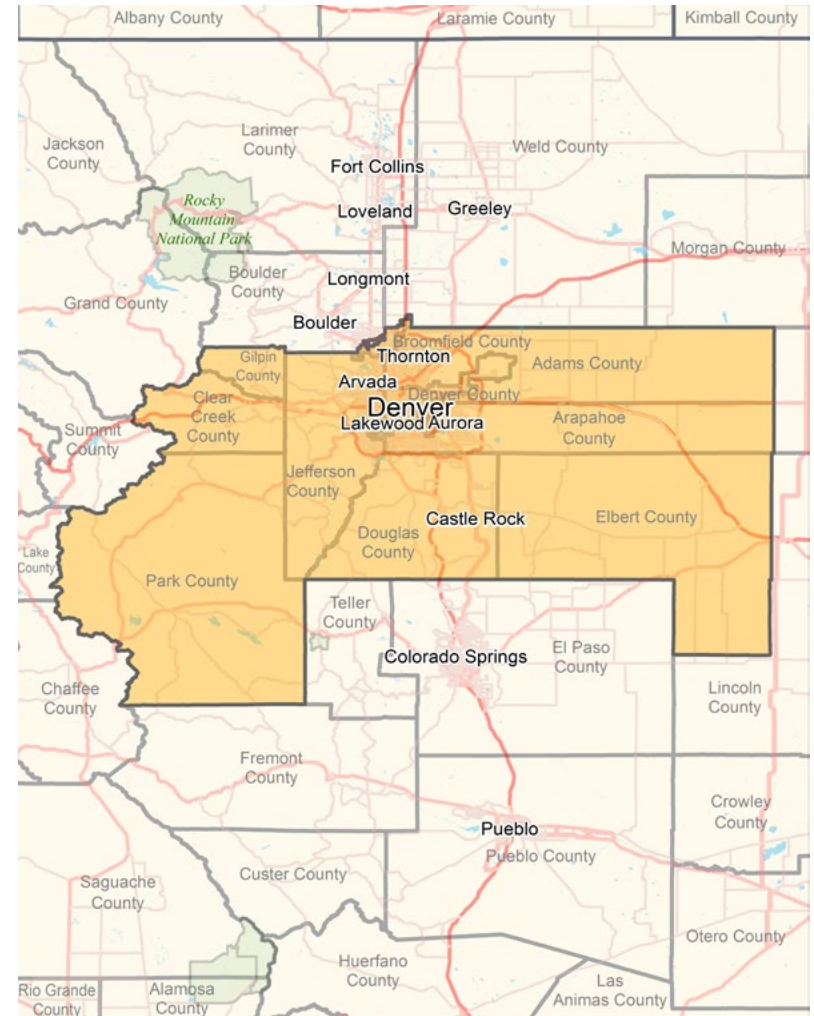 Albany County
Laramie County
Kimball County
Jackson
County
Larimer
County
Weld County
Fort Collins
Rocky
Mountain
National Park
Loveland
Greeley
Morgan County
Boulder
County
Longmont
Grand County
Boulder
Broomfield County
Gilpin
County
Thornton
Adams County
Arvada
Denver County
Clear
Creek
County
Denver
Lakewood
Aurora
Arapahoe
County
Summit
County
Jefferson
County
Castle Rock
Elbert County
Douglas
County
Lake
County
Park County
Teller
County
Colorado Springs
El Paso
County
Chaffee
County
Lincoln
County
Fremont
County
Crowley
County
Pueblo
Pueblo County
Custer County
Saguache
County
Otero County
Huerfano
County
Rio Grande
County
Alamosa
County
Las
Animas County